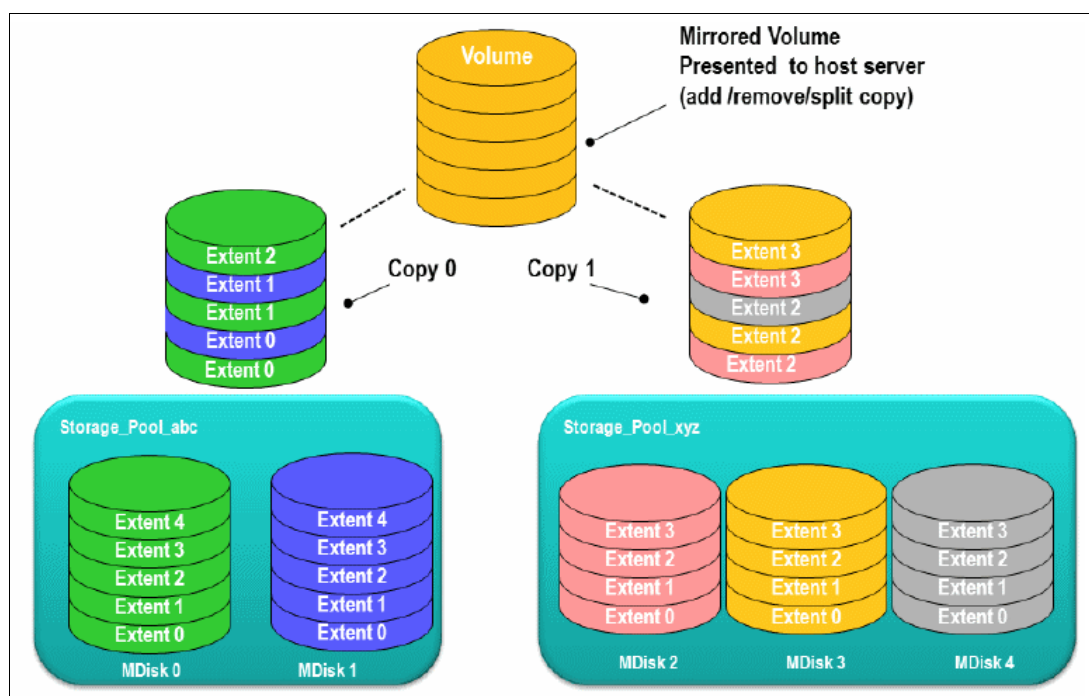 Volume
Mirrored Volume
Presented to host server
(add /remove/split copy)
Extent 2
Extent 1
Extent 1
Extent 0
Extent 0
Copy 0
Copy 1
Extent 3
Extent 3
Extent 2
Extent 2
Extent 2
Storage_Pool_abc
Extent 4
Extent 3
Extent 2
Extent 1
Extent 0
MDisk 0
Extent 4
Extent 3
Extent 2
Extent 1
Extent 0
MDisk 1
Storage_Pool_xyz
Extent 3
Extent 2
Extent 1
Extent 0
MDisk 2
Extent 3
Extent 2
Extent 1
Extent 0
MDisk 3
Extent 3
Extent 2
Extent 1
Extent 0
MDisk 4